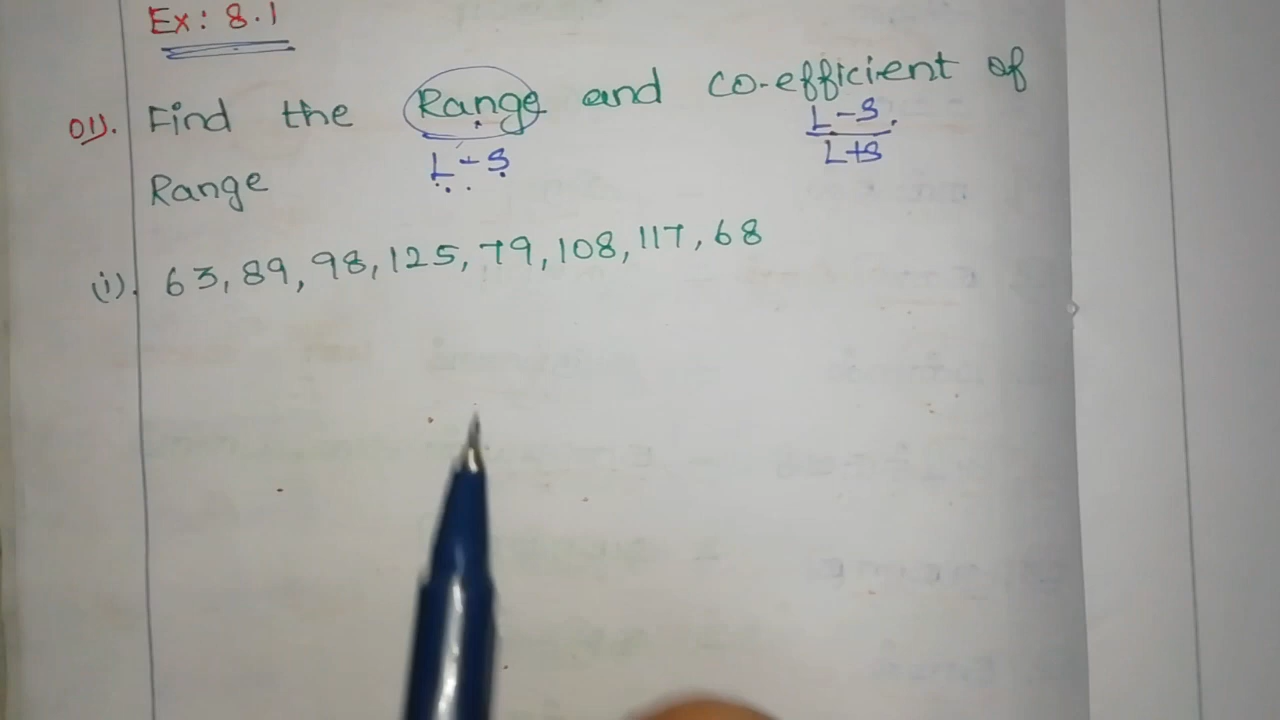 Ex: 8.1
01). Find the Range and co-efficient of
L-S
L-S
L+S
Range
(i). 63, 89, 98, 125, 79, 108, 117, 68